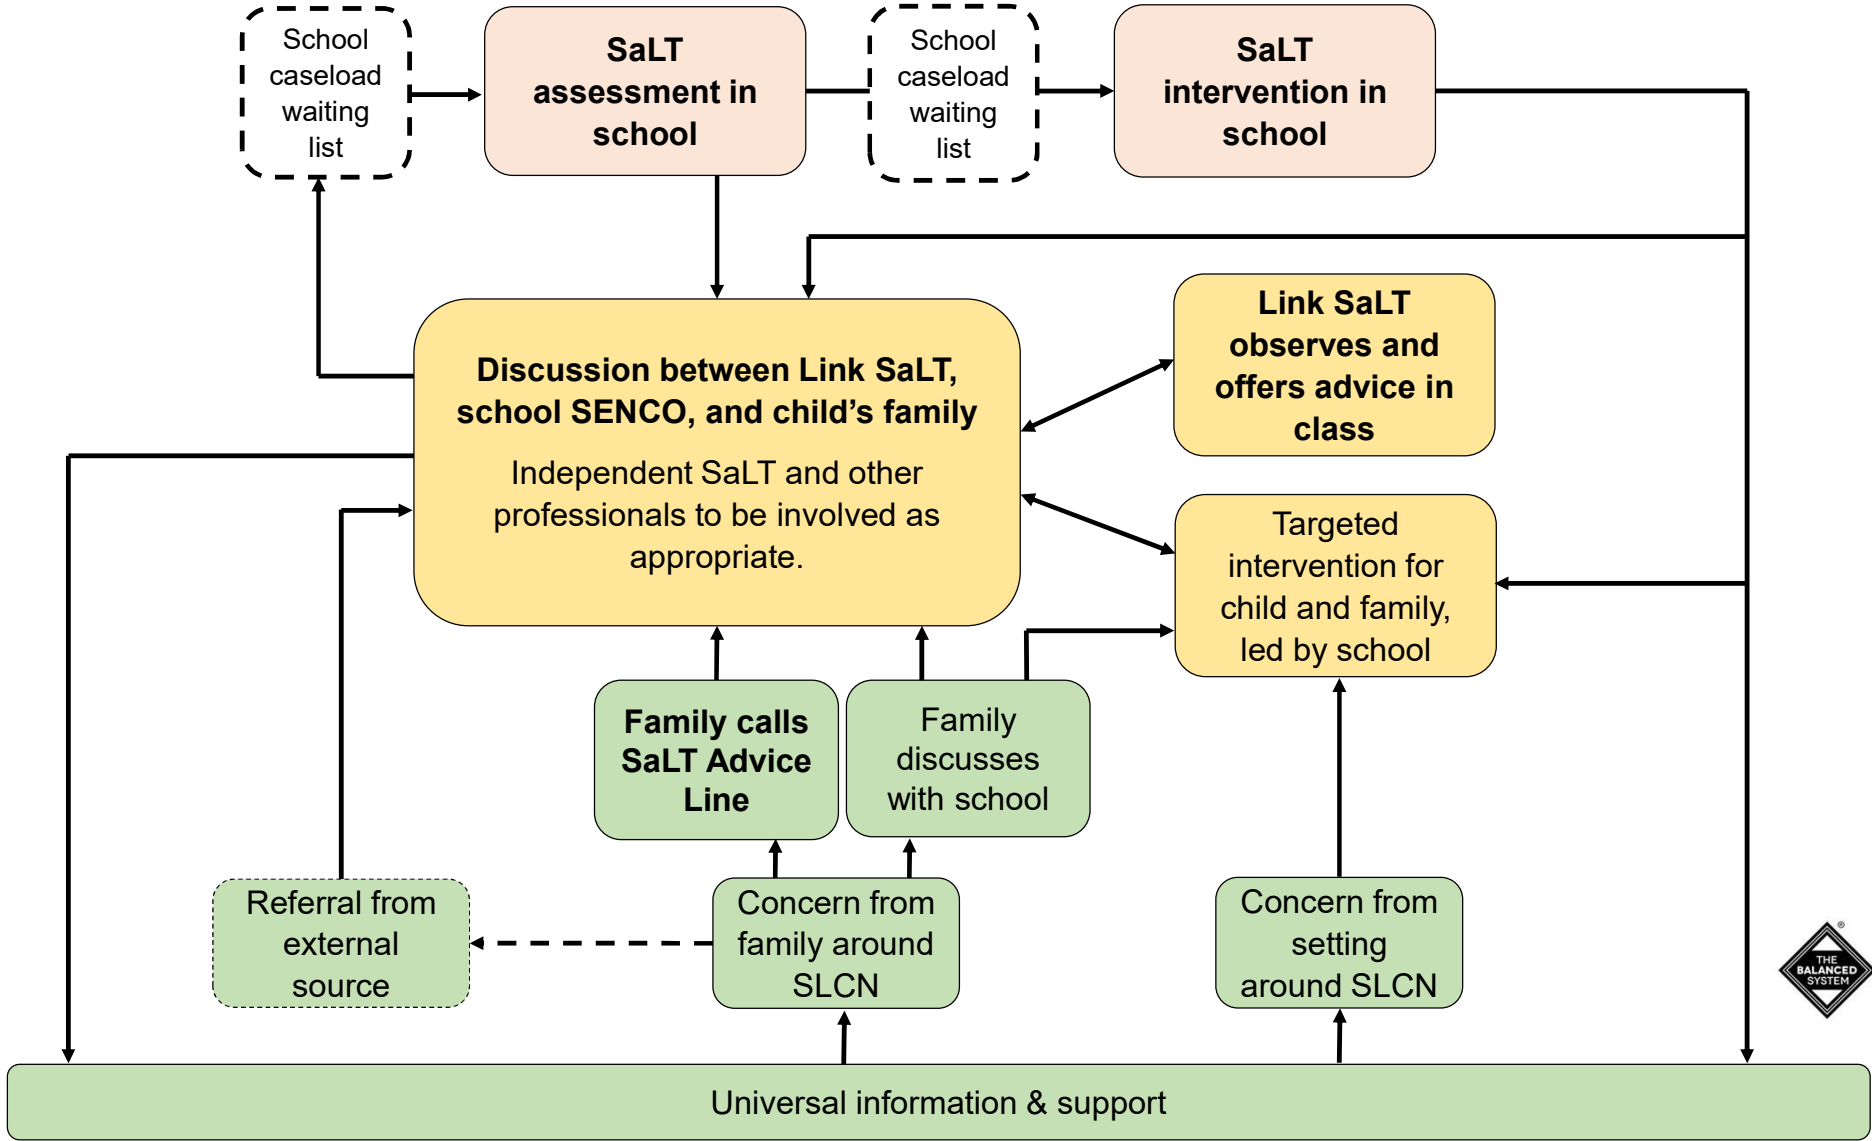 School
caseload
waiting
list
SaLT
assessment in
school
School
caseload
waiting
list
SaLT
intervention in
school
Discussion between Link SaLT,
school SENCO, and child’s family
Independent SaLT and other
professionals to be involved as
appropriate.
Link SaLT
observes and
offers advice in
class
Targeted
intervention for
child and family,
led by school
Family calls
SaLT Advice
Line
Family
discusses
with school
Referral from
external
source
Concern from
family around
SLCN
Concern from
setting
around SLCN
®
THE
BALANCED
SYSTEM
Universal information & support